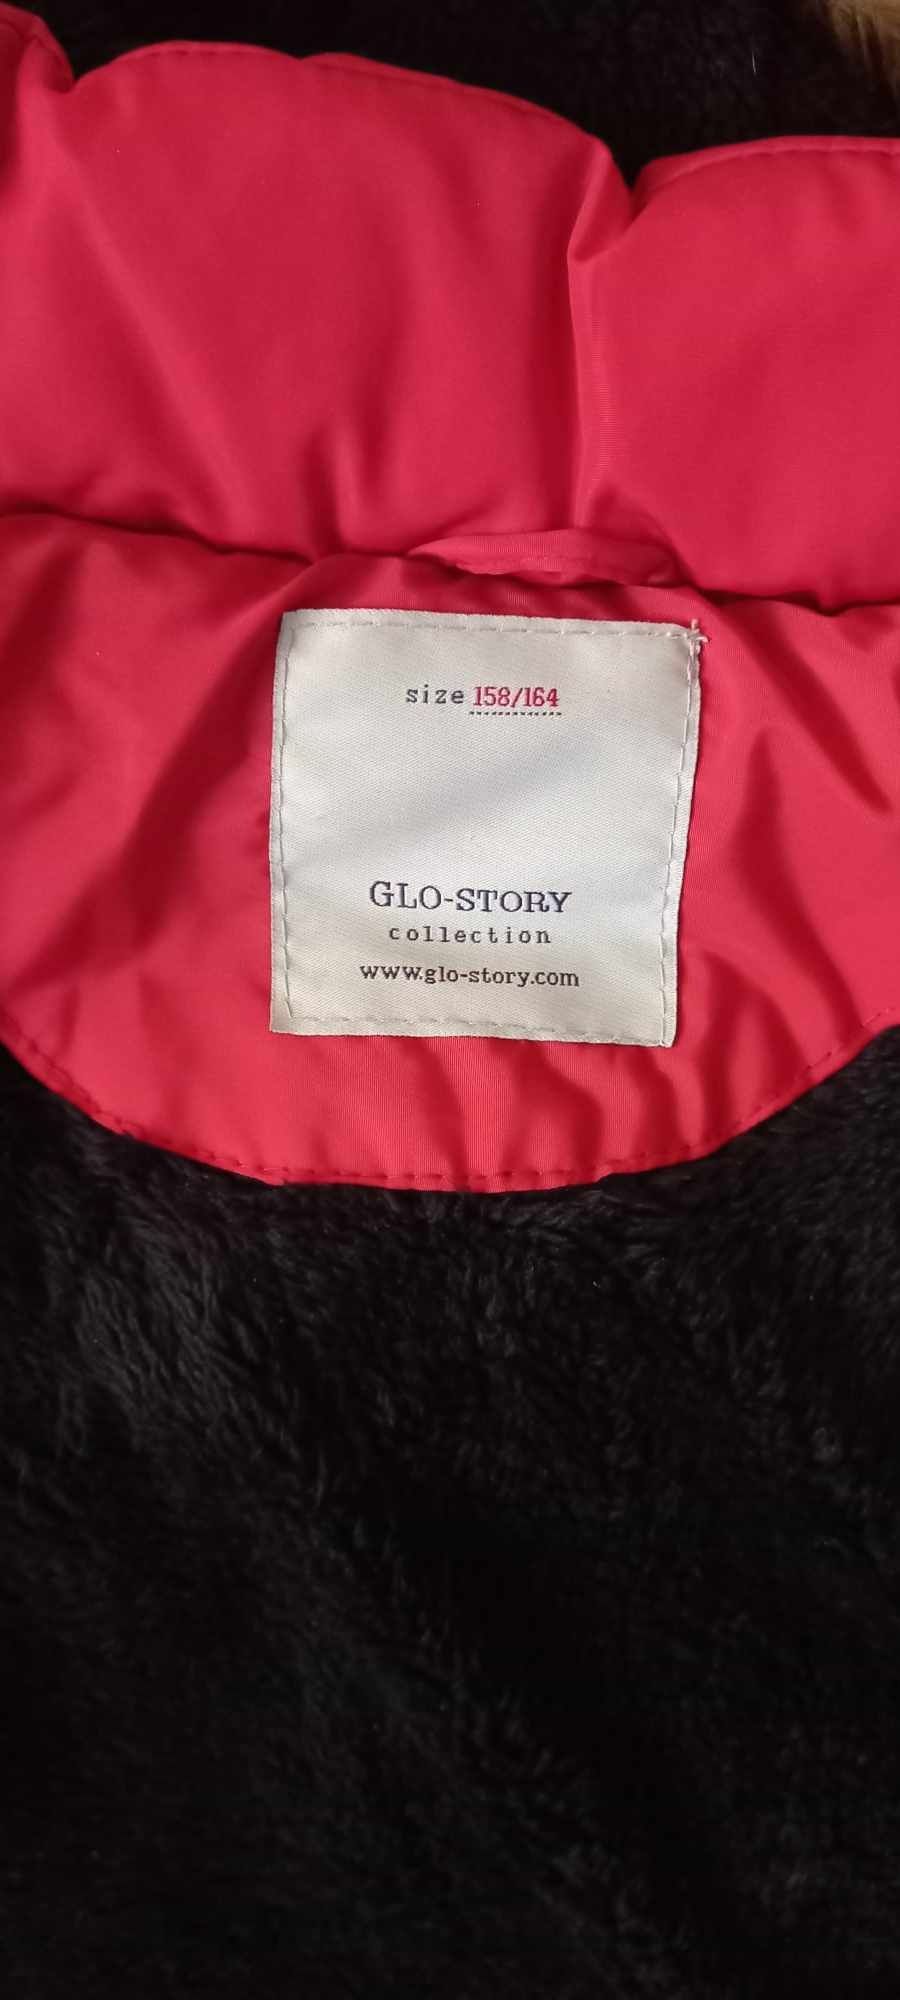 size 158/164
GLO-STORY
collection
www.glo-story.com